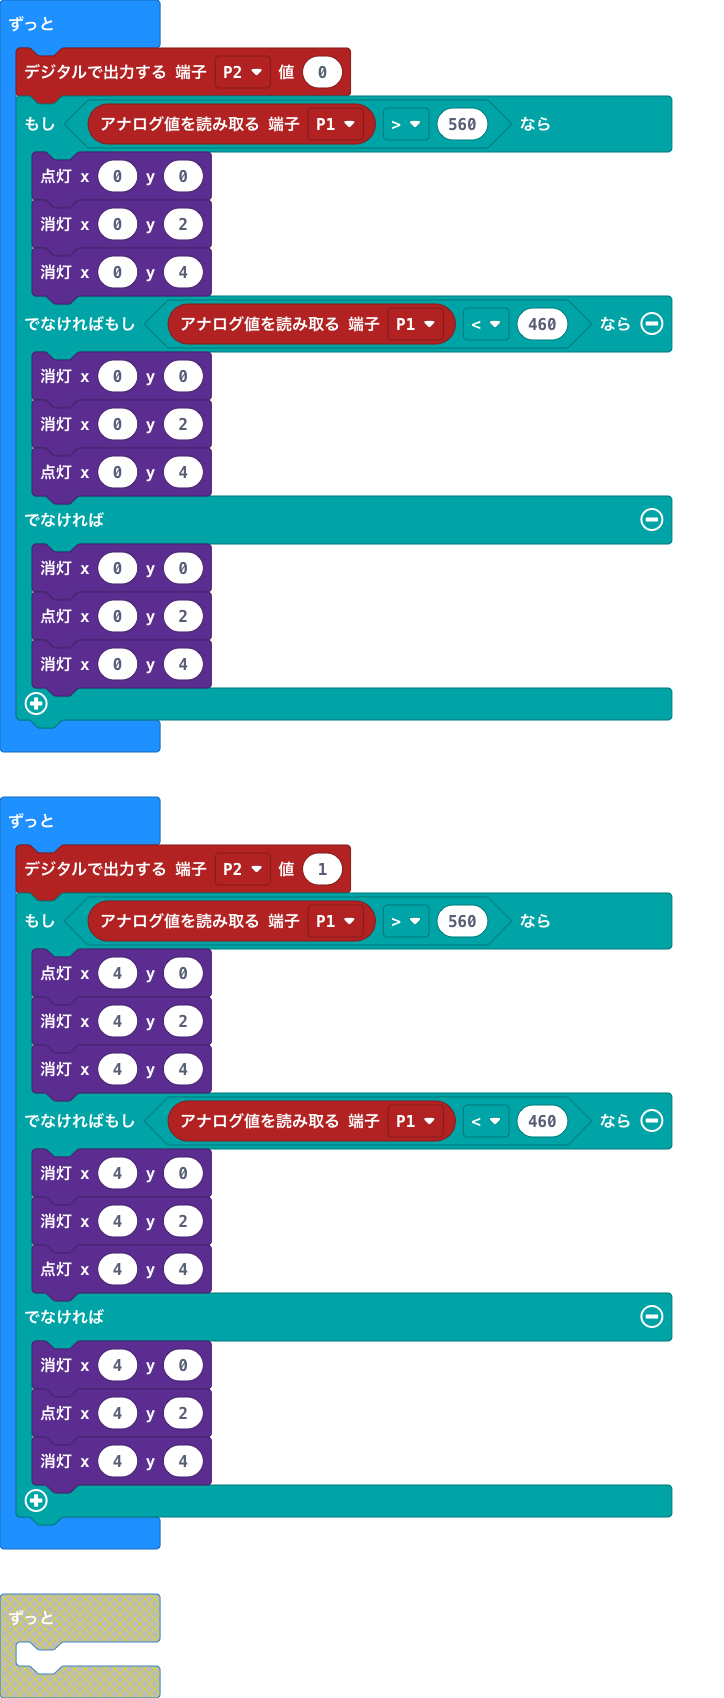 ずっと
デジタルで出力する 端子 P2 値 0
もし アナログ値を読み取る 端子 P1 > 560 なら
点灯 x 0 y 0
消灯 x 0 y 2
消灯 x 0 y 4
でなければもし アナログ値を読み取る 端子 P1 < 460 なら
消灯 x 0 y 0
消灯 x 0 y 2
点灯 x 0 y 4
でなければ
消灯 x 0 y 0
点灯 x 0 y 2
消灯 x 0 y 4
ずっと
デジタルで出力する 端子 P2 値 1
もし アナログ値を読み取る 端子 P1 > 560 なら
点灯 x 4 y 0
消灯 x 4 y 2
消灯 x 4 y 4
でなければもし アナログ値を読み取る 端子 P1 < 460 なら
消灯 x 4 y 0
消灯 x 4 y 2
点灯 x 4 y 4
でなければ
消灯 x 4 y 0
点灯 x 4 y 2
消灯 x 4 y 4
ずっと